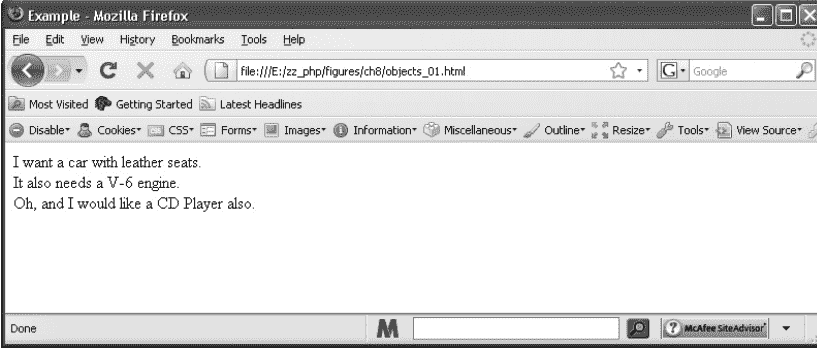 Example - Mozilla Firefox
File Edit View History Bookmarks Tools Help
file:///E:/zz_php/figures/ch8/objects_01.html G Google
Most Visited Getting Started Latest Headlines
Disable Cookies CSS Forms Images Information Miscellaneous Outline Resize Tools View Source
I want a car with leather seats.
It also needs a V-6 engine.
Oh, and I would like a CD Player also.
Done M McAfee SiteAdvisor